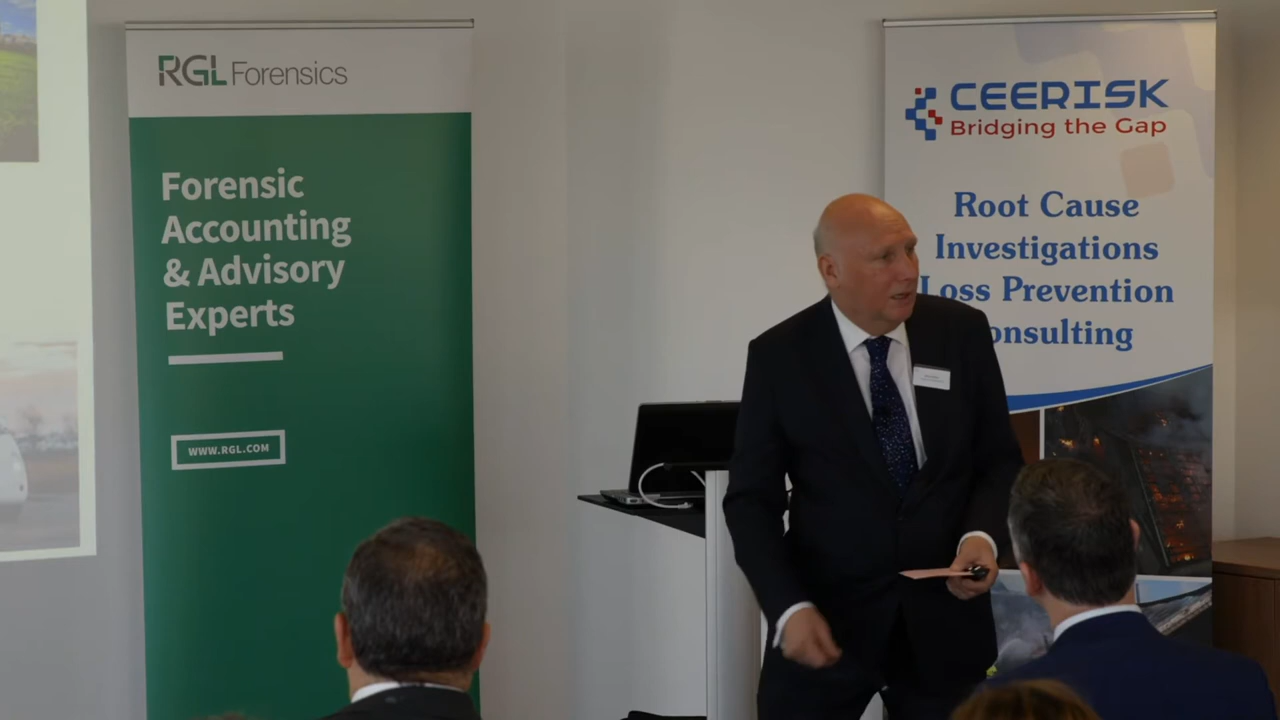 RGL Forensics
Forensic
Accounting
& Advisory
Experts
WWW.RGL.COM
CEERISK
Bridging the Gap
Root Cause
Investigations
Loss Prevention
onsulting